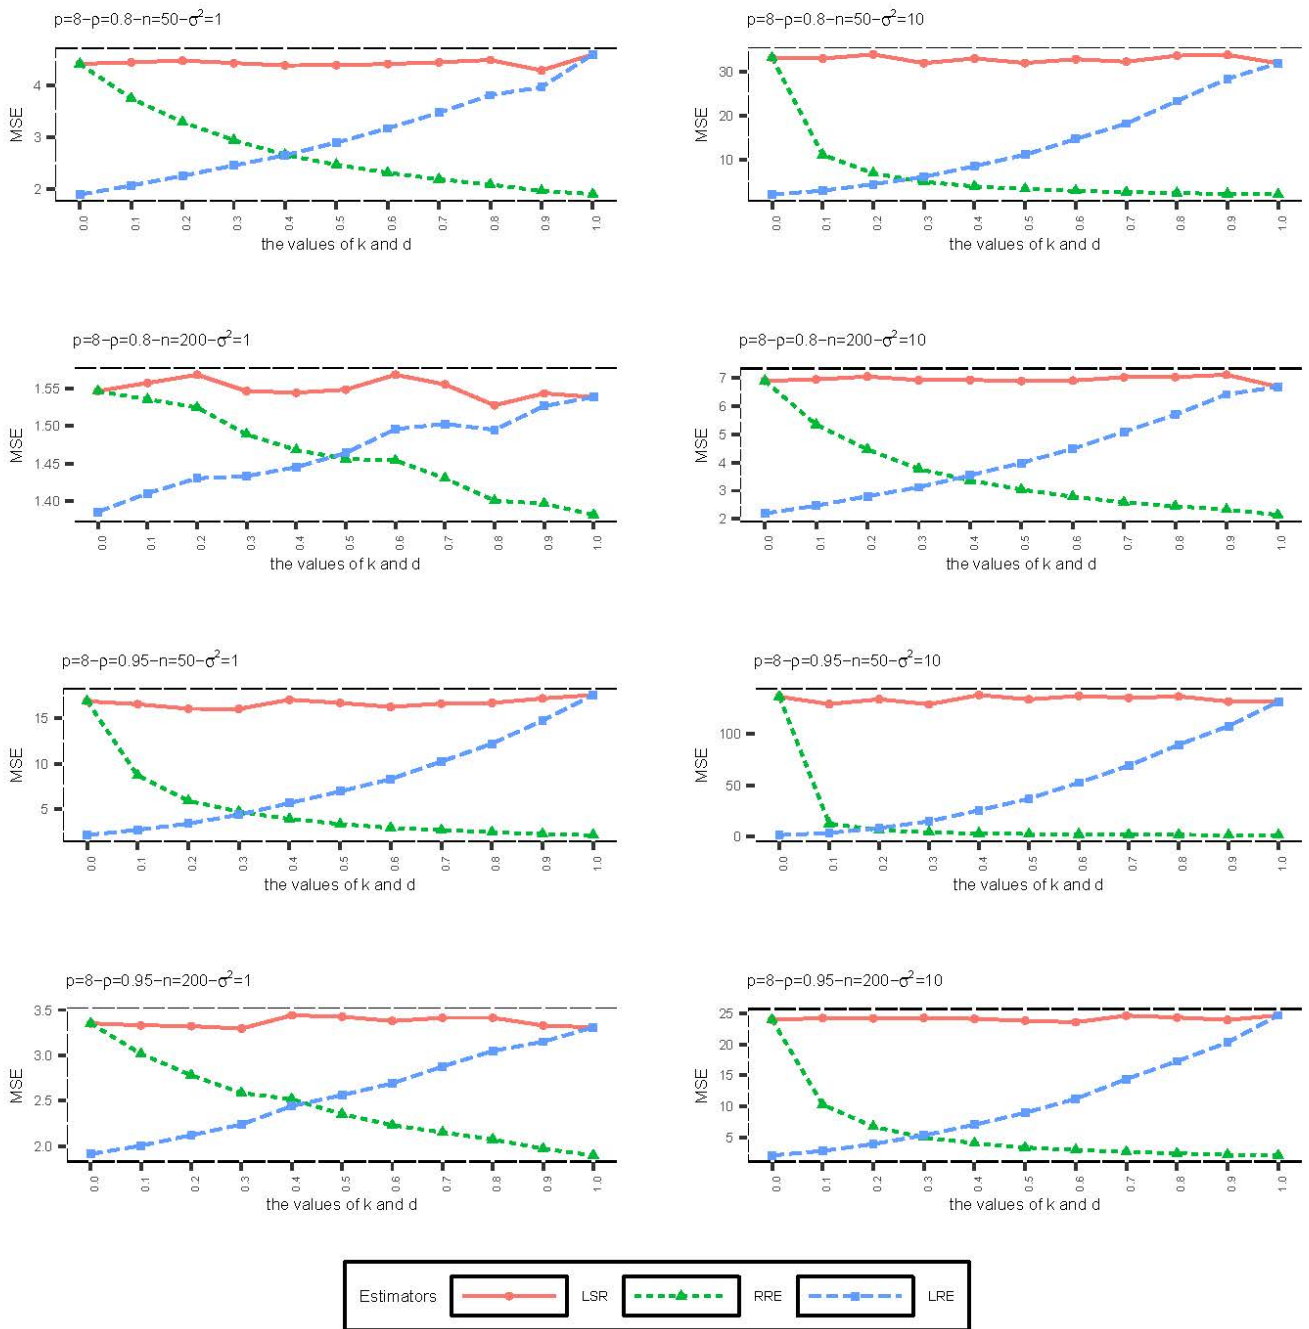 p=8−ρ=0.8−n=50−σ²=1
MSE
4
3
2
0.0 0.1 0.2 0.3 0.4 0.5 0.6 0.7 0.8 0.9 1.0
the values of k and d
p=8−ρ=0.8−n=50−σ²=10
MSE
30
20
10
0.0 0.1 0.2 0.3 0.4 0.5 0.6 0.7 0.8 0.9 1.0
the values of k and d
p=8−ρ=0.8−n=200−σ²=1
MSE
1.55
1.50
1.45
1.40
0.0 0.1 0.2 0.3 0.4 0.5 0.6 0.7 0.8 0.9 1.0
the values of k and d
p=8−ρ=0.8−n=200−σ²=10
MSE
7
6
5
4
3
2
0.0 0.1 0.2 0.3 0.4 0.5 0.6 0.7 0.8 0.9 1.0
the values of k and d
p=8−ρ=0.95−n=50−σ²=1
MSE
15
10
5
0.0 0.1 0.2 0.3 0.4 0.5 0.6 0.7 0.8 0.9 1.0
the values of k and d
p=8−ρ=0.95−n=50−σ²=10
MSE
100
50
0
0.0 0.1 0.2 0.3 0.4 0.5 0.6 0.7 0.8 0.9 1.0
the values of k and d
p=8−ρ=0.95−n=200−σ²=1
MSE
3.5
3.0
2.5
2.0
0.0 0.1 0.2 0.3 0.4 0.5 0.6 0.7 0.8 0.9 1.0
the values of k and d
p=8−ρ=0.95−n=200−σ²=10
MSE
25
20
15
10
5
0.0 0.1 0.2 0.3 0.4 0.5 0.6 0.7 0.8 0.9 1.0
the values of k and d
Estimators LSR RRE LRE